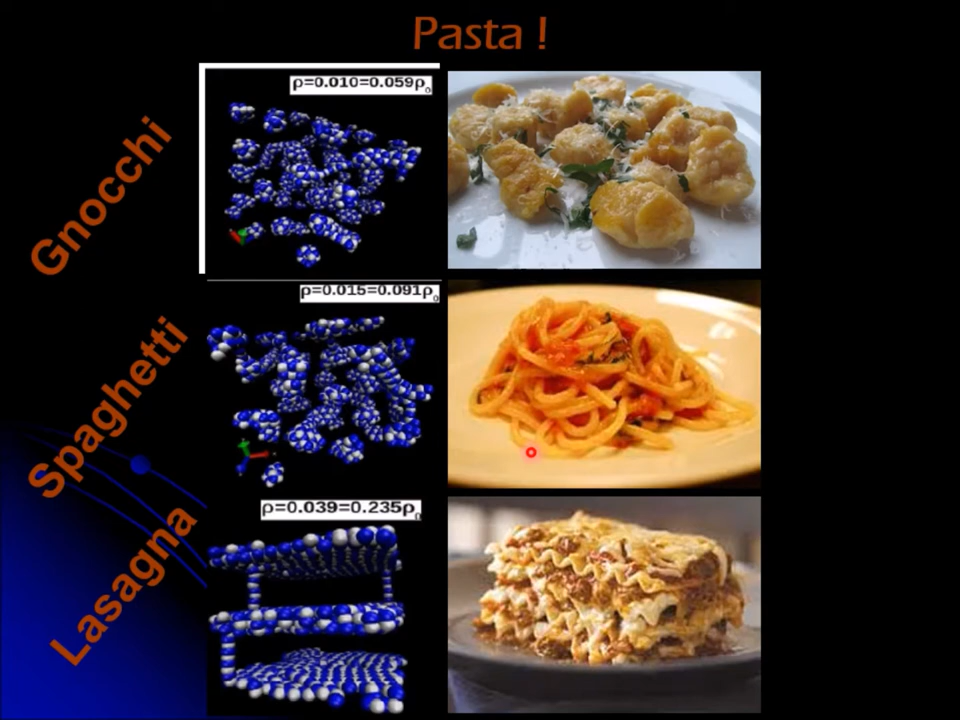 Pasta !
Gnocchi
ρ=0.010=0.059ρ₀
Spaghetti
ρ=0.015=0.091ρ₀
Lasagna
ρ=0.039=0.235ρ₀